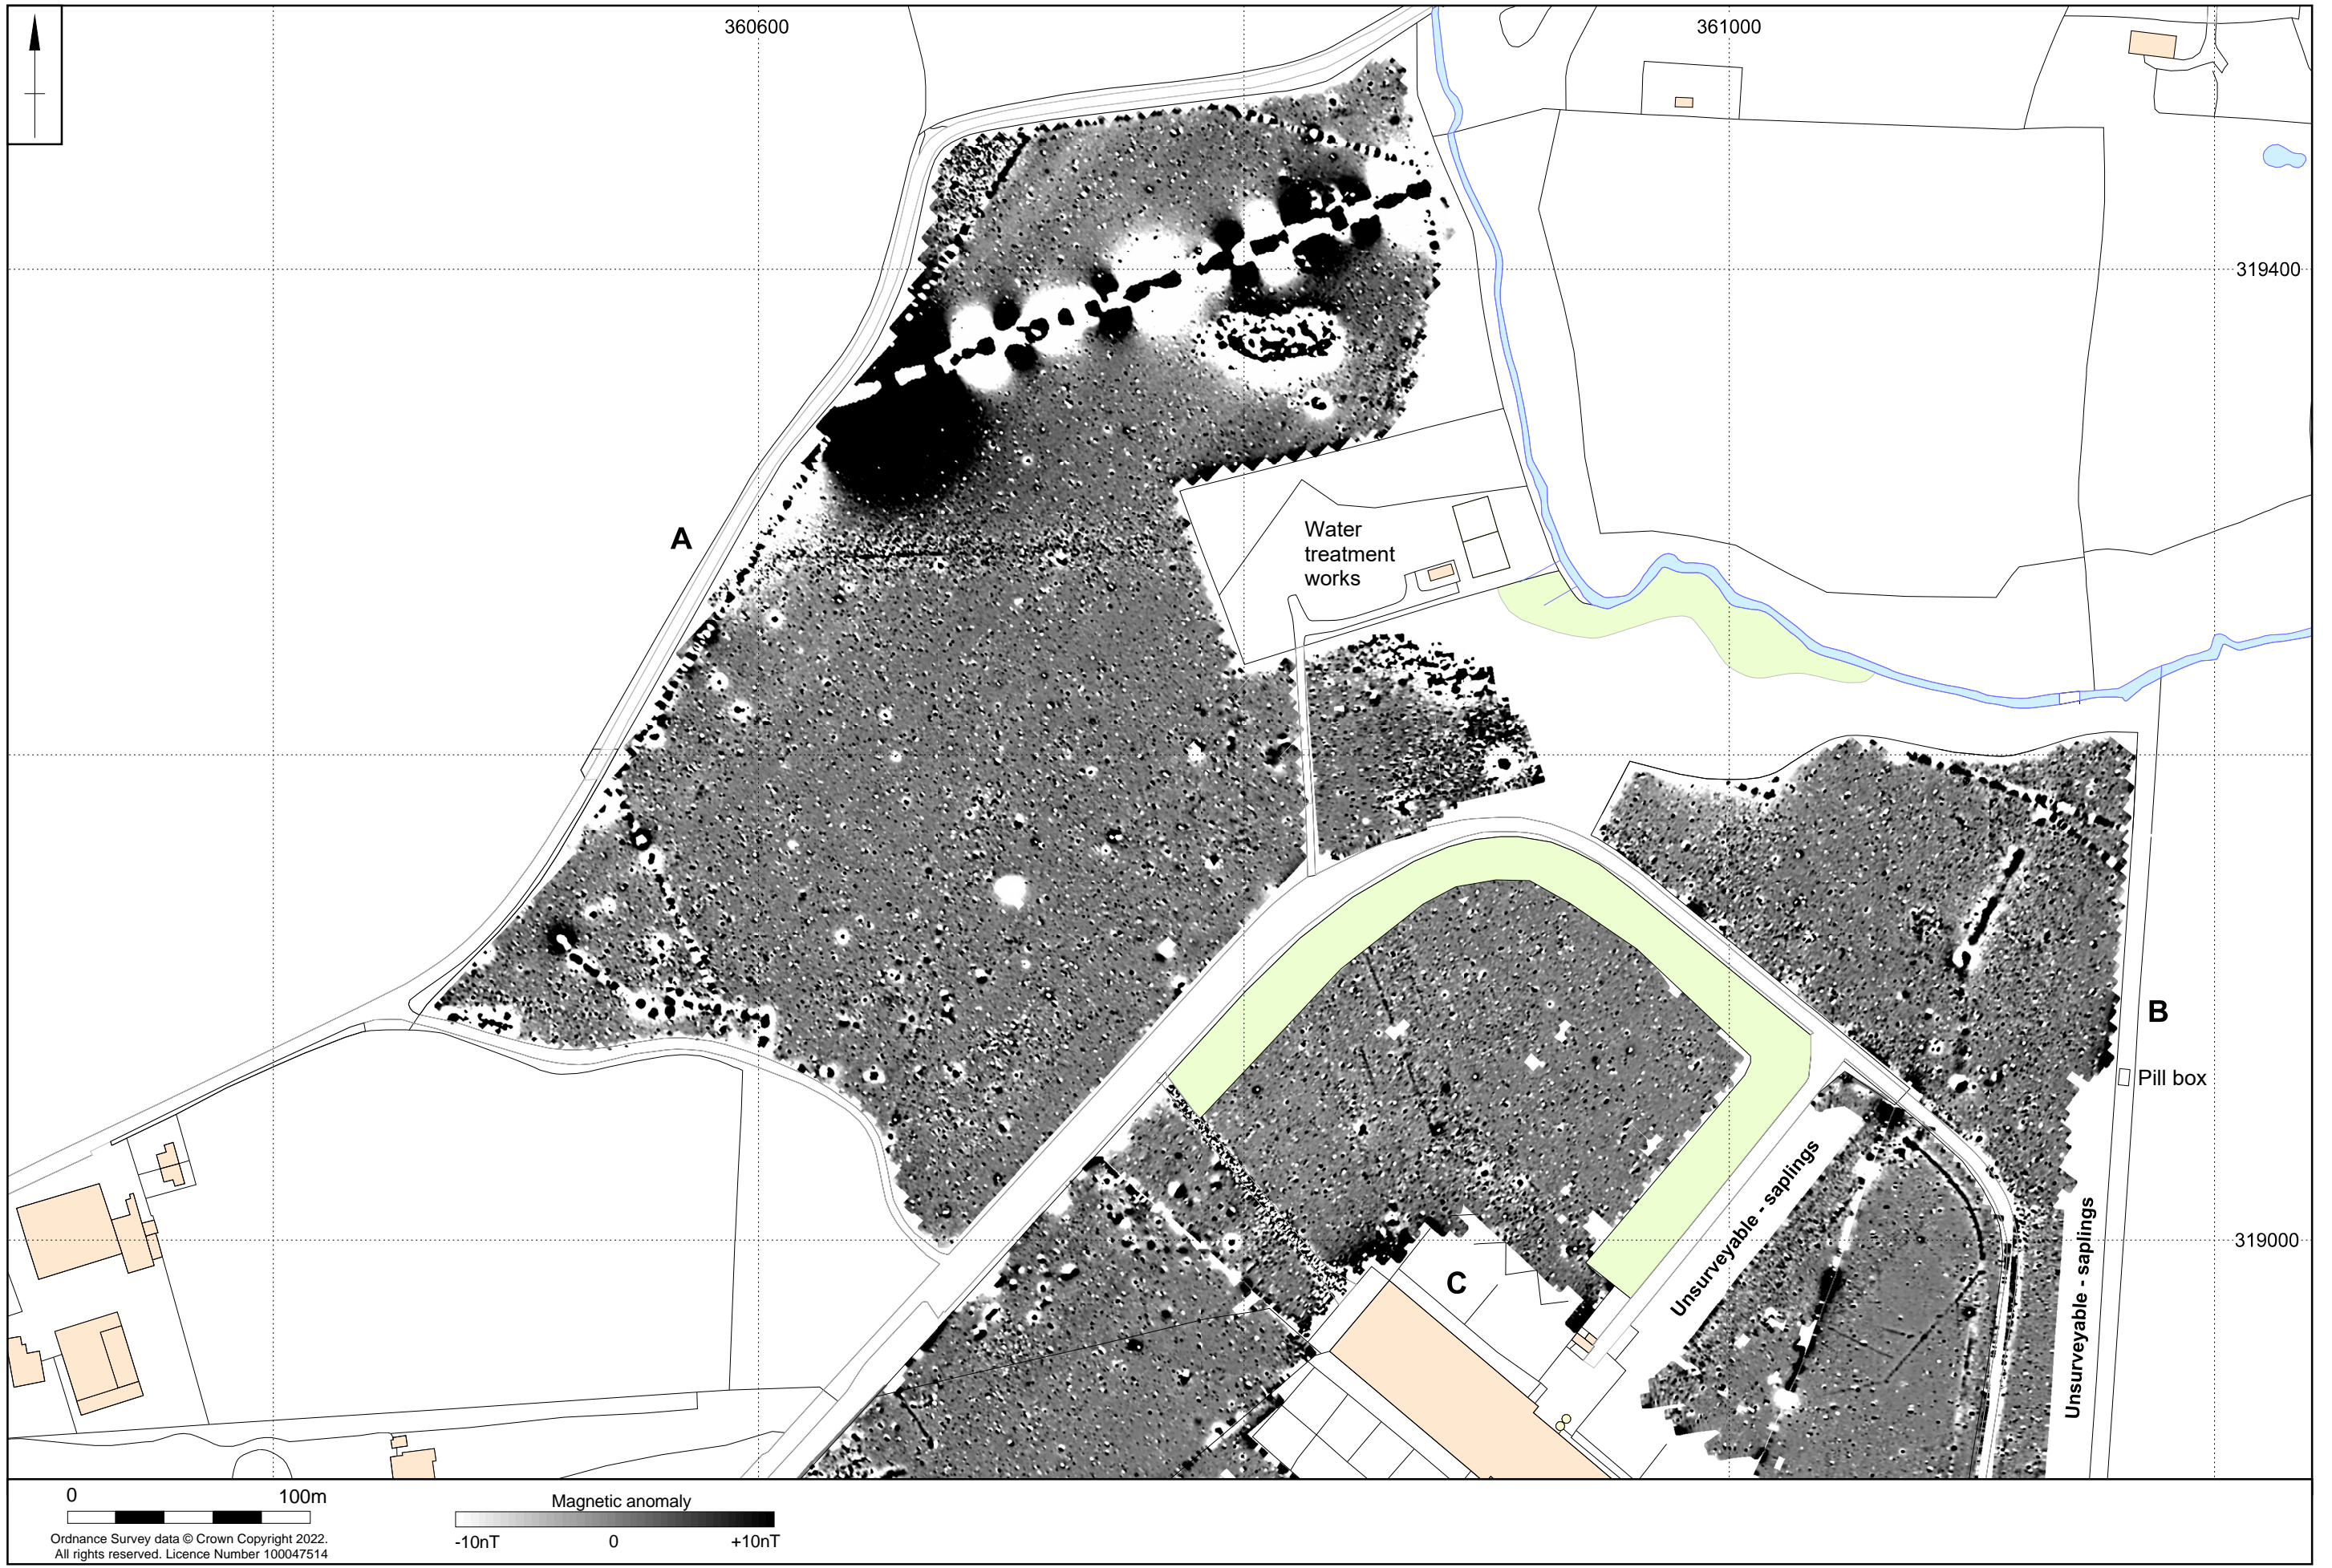 360600
361000
319400
A
Water
treatment
works
B
Pill box
Unsurveyable - saplings
Unsurveyable - saplings
319000
C
0 100m
Ordnance Survey data © Crown Copyright 2022.
All rights reserved. Licence Number 100047514
Magnetic anomaly
-10nT 0 +10nT